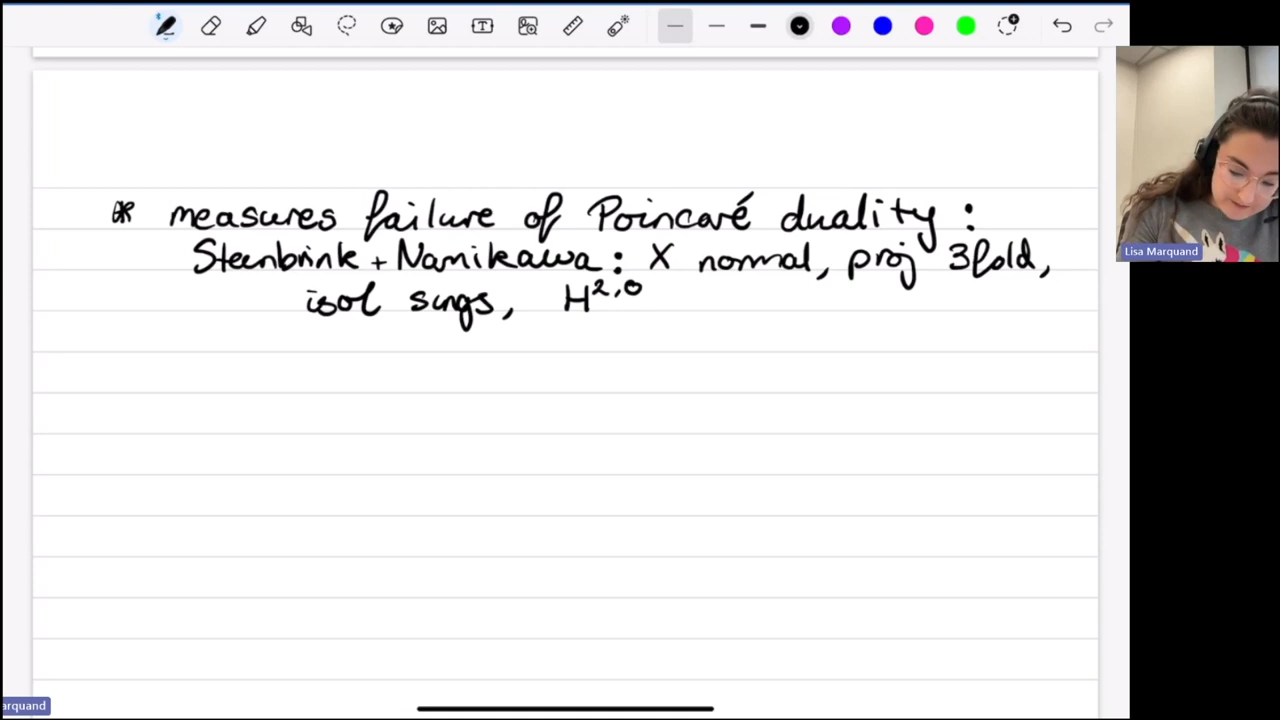 * measures failure of Poincaré duality :
Steenbrink + Namikawa : X normal, proj 3fold,
isol sings, H^{2,0}
Lisa Marquand
arquand